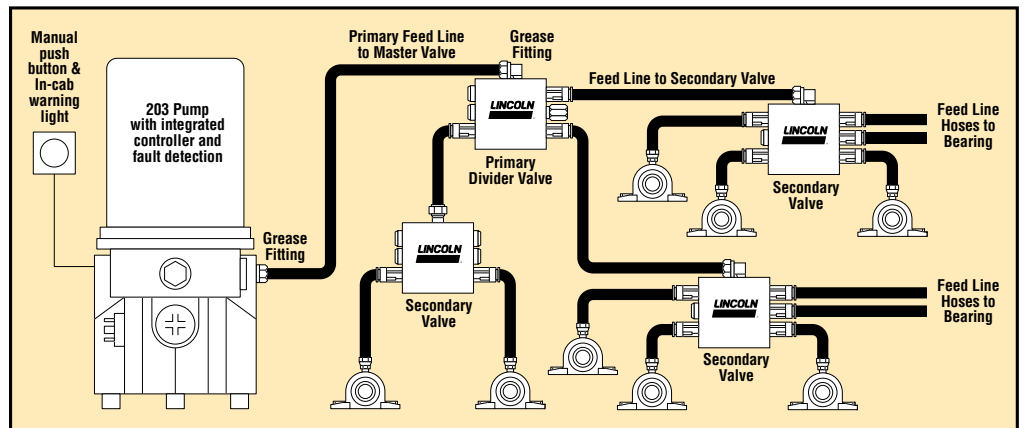 Manual
push
button &
In-cab
warning
light
203 Pump
with integrated
controller and
fault detection
Grease
Fitting
Primary Feed Line
to Master Valve
Grease
Fitting
LINCOLN
Primary
Divider Valve
Feed Line to Secondary Valve
LINCOLN
Secondary
Valve
Feed Line
Hoses to
Bearing
LINCOLN
Secondary
Valve
LINCOLN
Secondary
Valve
Feed Line
Hoses to
Bearing